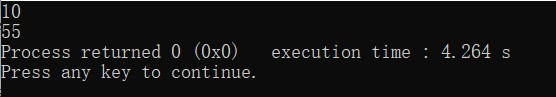 10
55
Process returned 0 (0x0)   execution time : 4.264 s
Press any key to continue.